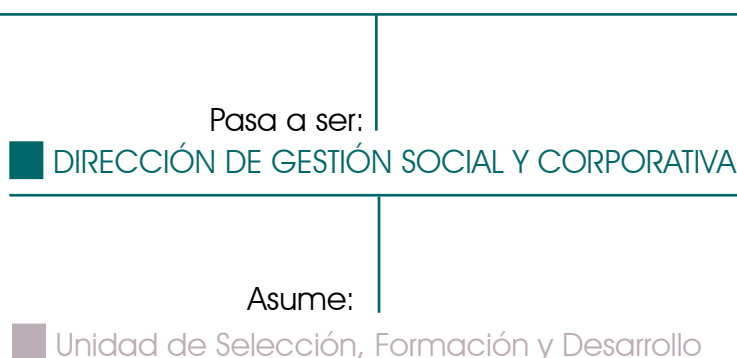 Pasa a ser:
DIRECCIÓN DE GESTIÓN SOCIAL Y CORPORATIVA
Asume:
Unidad de Selección, Formación y Desarrollo